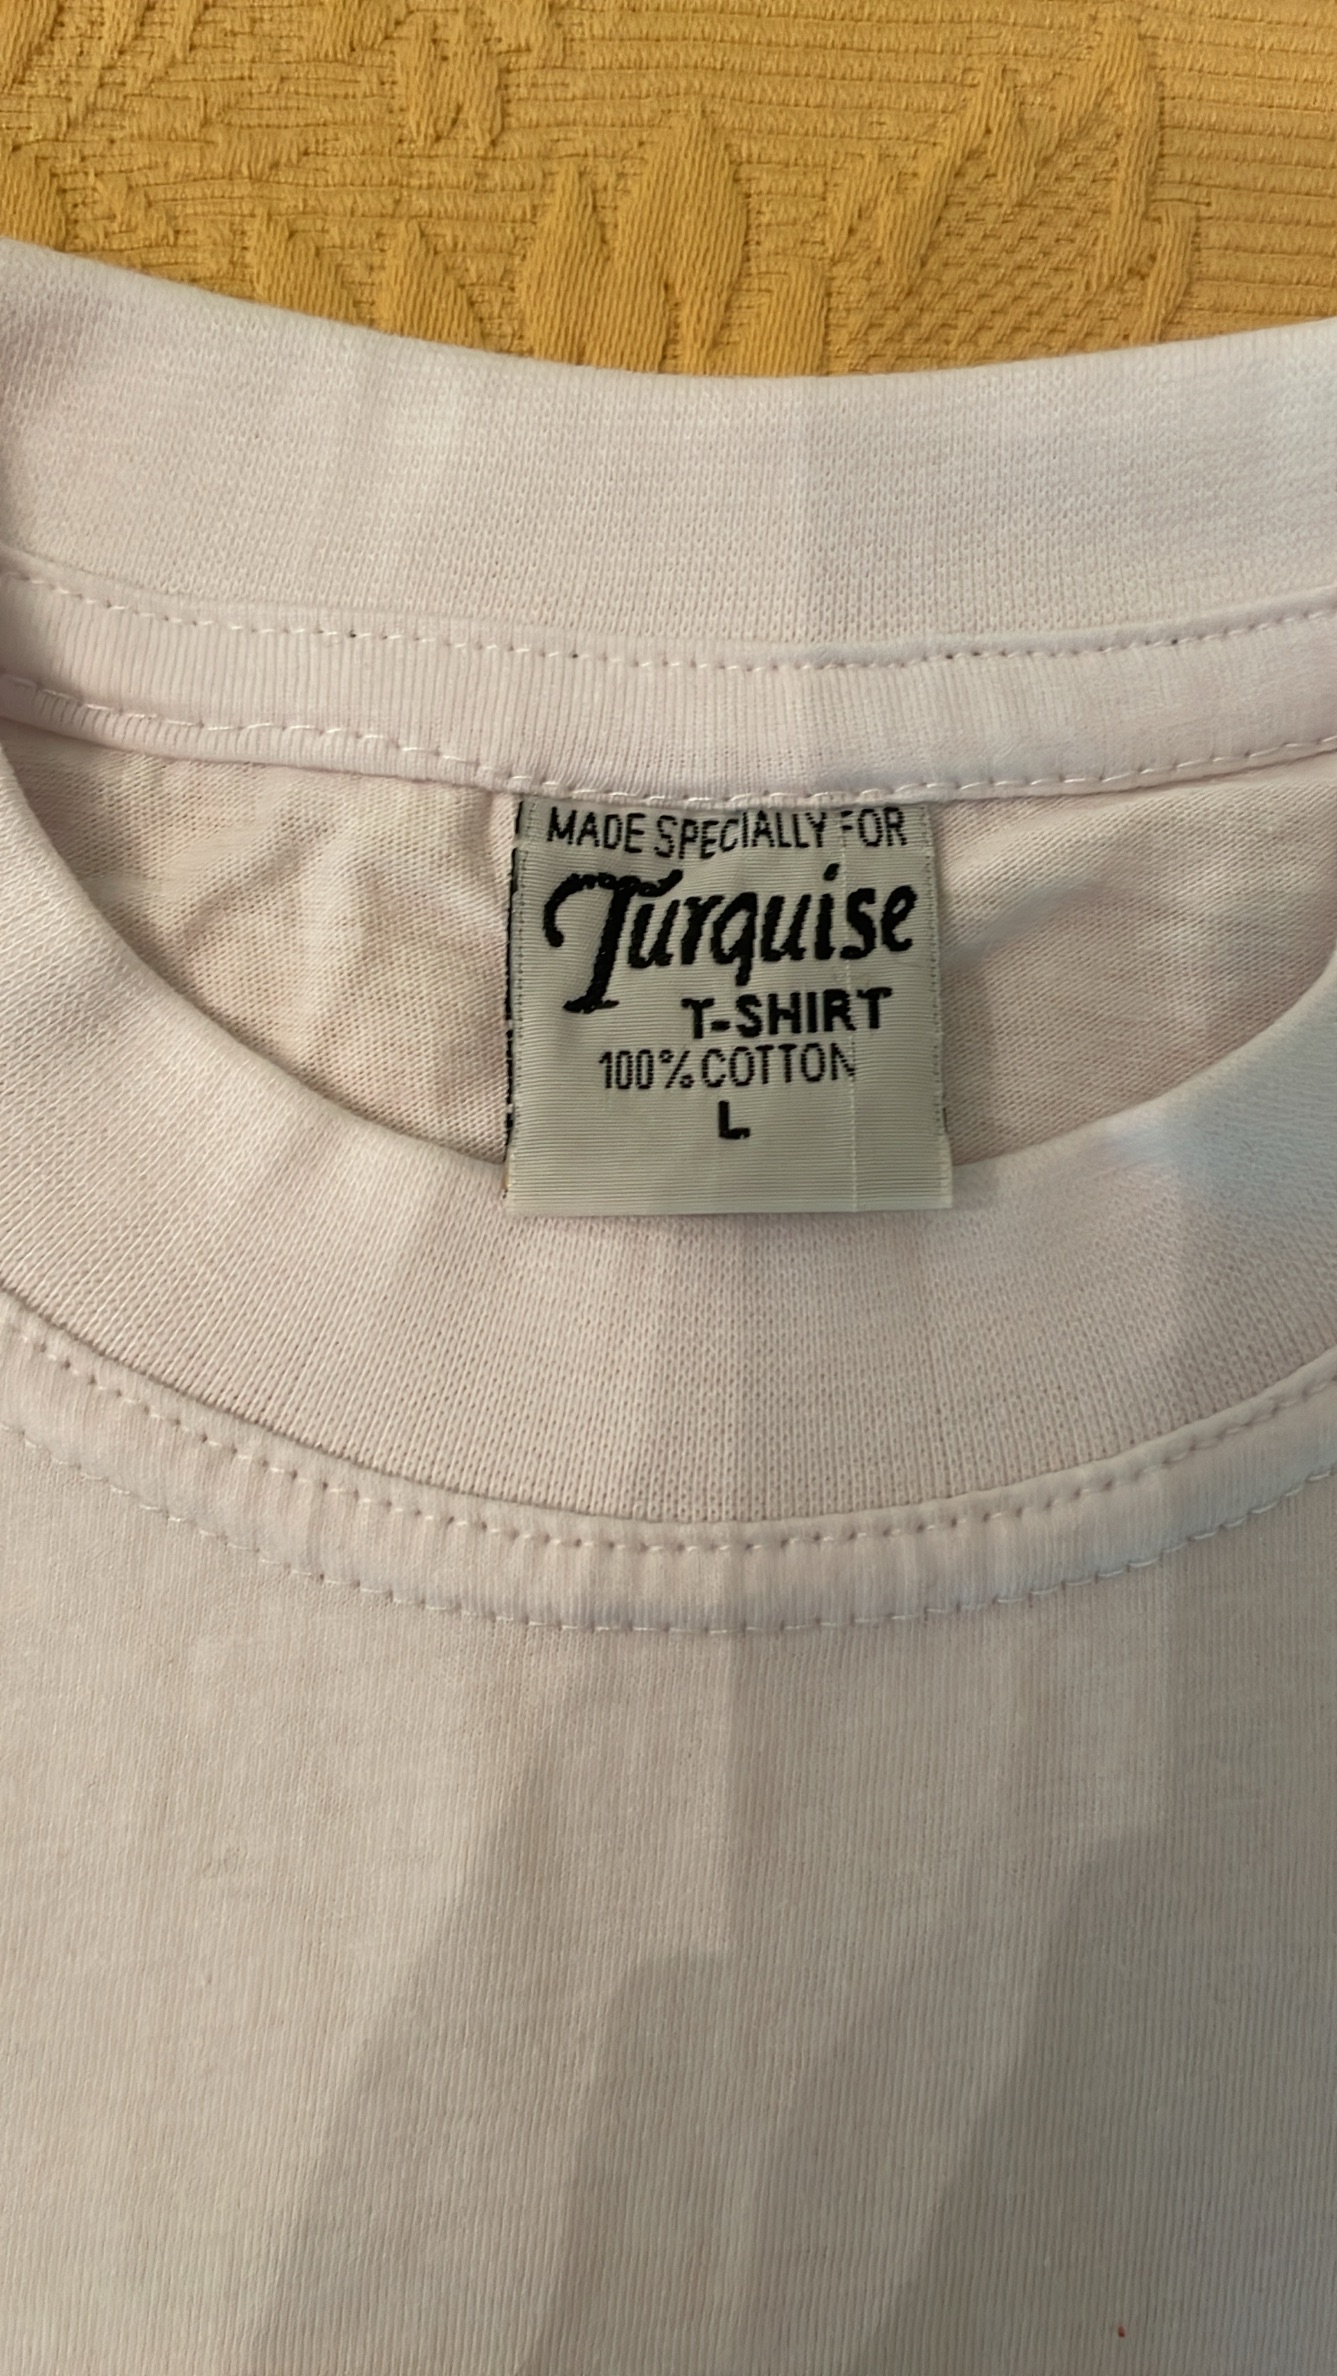 MADE SPECIALLY FOR
Turquise
T-SHIRT
100% COTTON
L